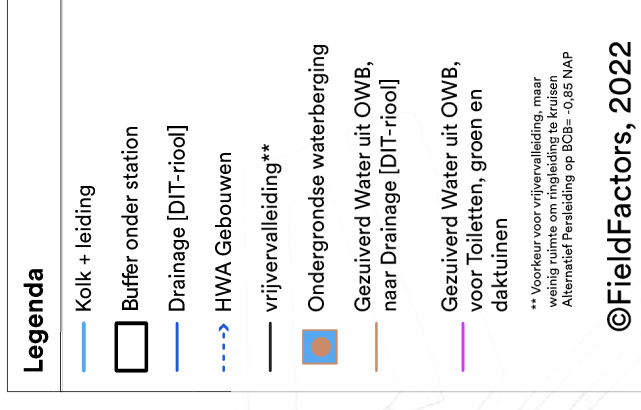 Legenda
Kolk + leiding
Buffer onder station
Drainage [DIT-riool]
HWA Gebouwen
vrijvervalleiding**
Ondergrondse waterberging
Gezuiverd Water uit OWB,
naar Drainage [DIT-riool]
Gezuiverd Water uit OWB,
voor Toiletten, groen en
daktuinen
** Voorkeur voor vrijvervalleiding, maar
weinig ruimte om ringleiding te kruisen
Alternatief Persleiding op BOB= -0,85 NAP
©FieldFactors, 2022